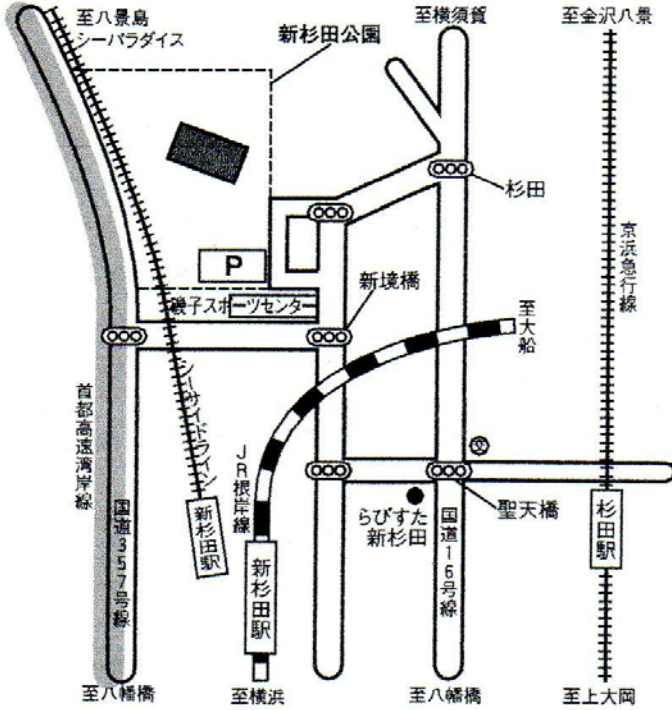 至八景島
シーパラダイス
新杉田公園
至横須賀
至金沢八景
杉田
京浜急行線
P
新境橋
磯子スポーツセンター
至大船
シーサイドライン
首都高速湾岸線
JR根岸線
国道357号線
新杉田駅
新杉田駅
らびすた
新杉田
聖天橋
国道16号線
杉田駅
文
至八幡橋
至横浜
至八幡橋
至上大岡